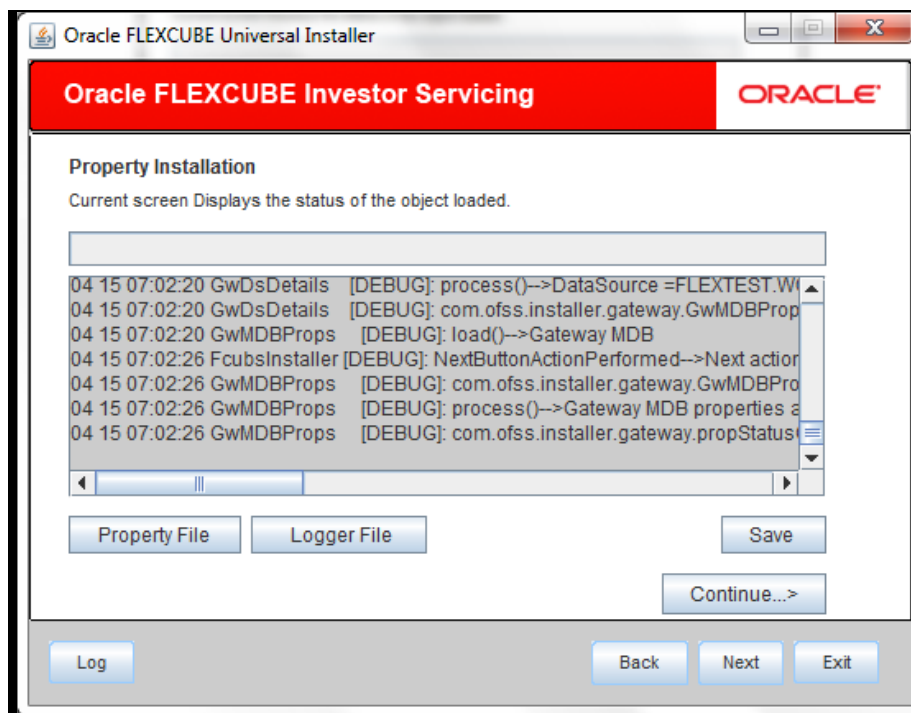 Oracle FLEXCUBE Universal Installer
Oracle FLEXCUBE Investor Servicing
ORACLE
Property Installation
Current screen Displays the status of the object loaded.
04 15 07:02:20 GwDsDetails [DEBUG]: process()-->DataSource =FLEXTEST.W
04 15 07:02:20 GwDsDetails [DEBUG]: com.ofss.installer.gateway.GwMDBProp
04 15 07:02:20 GwMDBProps [DEBUG]: load()-->Gateway MDB
04 15 07:02:26 FcubsInstaller [DEBUG]: NextButtonActionPerformed-->Next action
04 15 07:02:26 GwMDBProps [DEBUG]: com.ofss.installer.gateway.GwMDBPro
04 15 07:02:26 GwMDBProps [DEBUG]: process()-->Gateway MDB properties a
04 15 07:02:26 GwMDBProps [DEBUG]: com.ofss.installer.gateway.propStatus
Property File Logger File Save
Continue...>
Log Back Next Exit